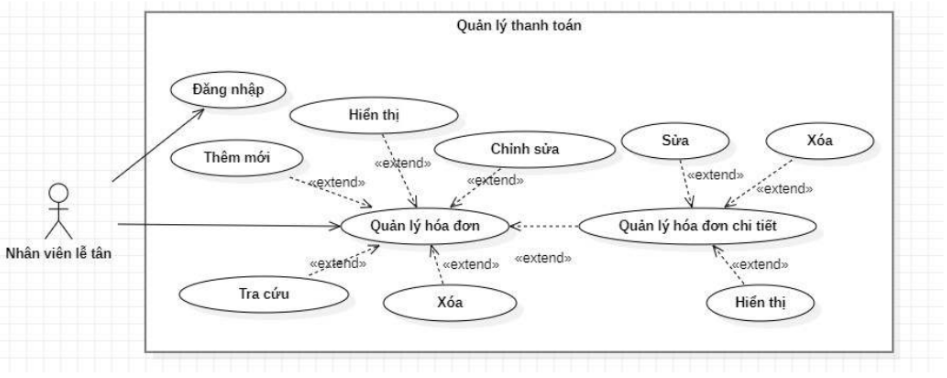 Quản lý thanh toán
Đăng nhập
Hiển thị
Thêm mới
Chỉnh sửa
Sửa
Xóa
«extend»
«extend»
«extend»
«extend»
«extend»
Nhân viên lễ tân
Quản lý hóa đơn
Quản lý hóa đơn chi tiết
«extend»
«extend»
«extend»
«extend»
Tra cứu
Xóa
Hiển thị